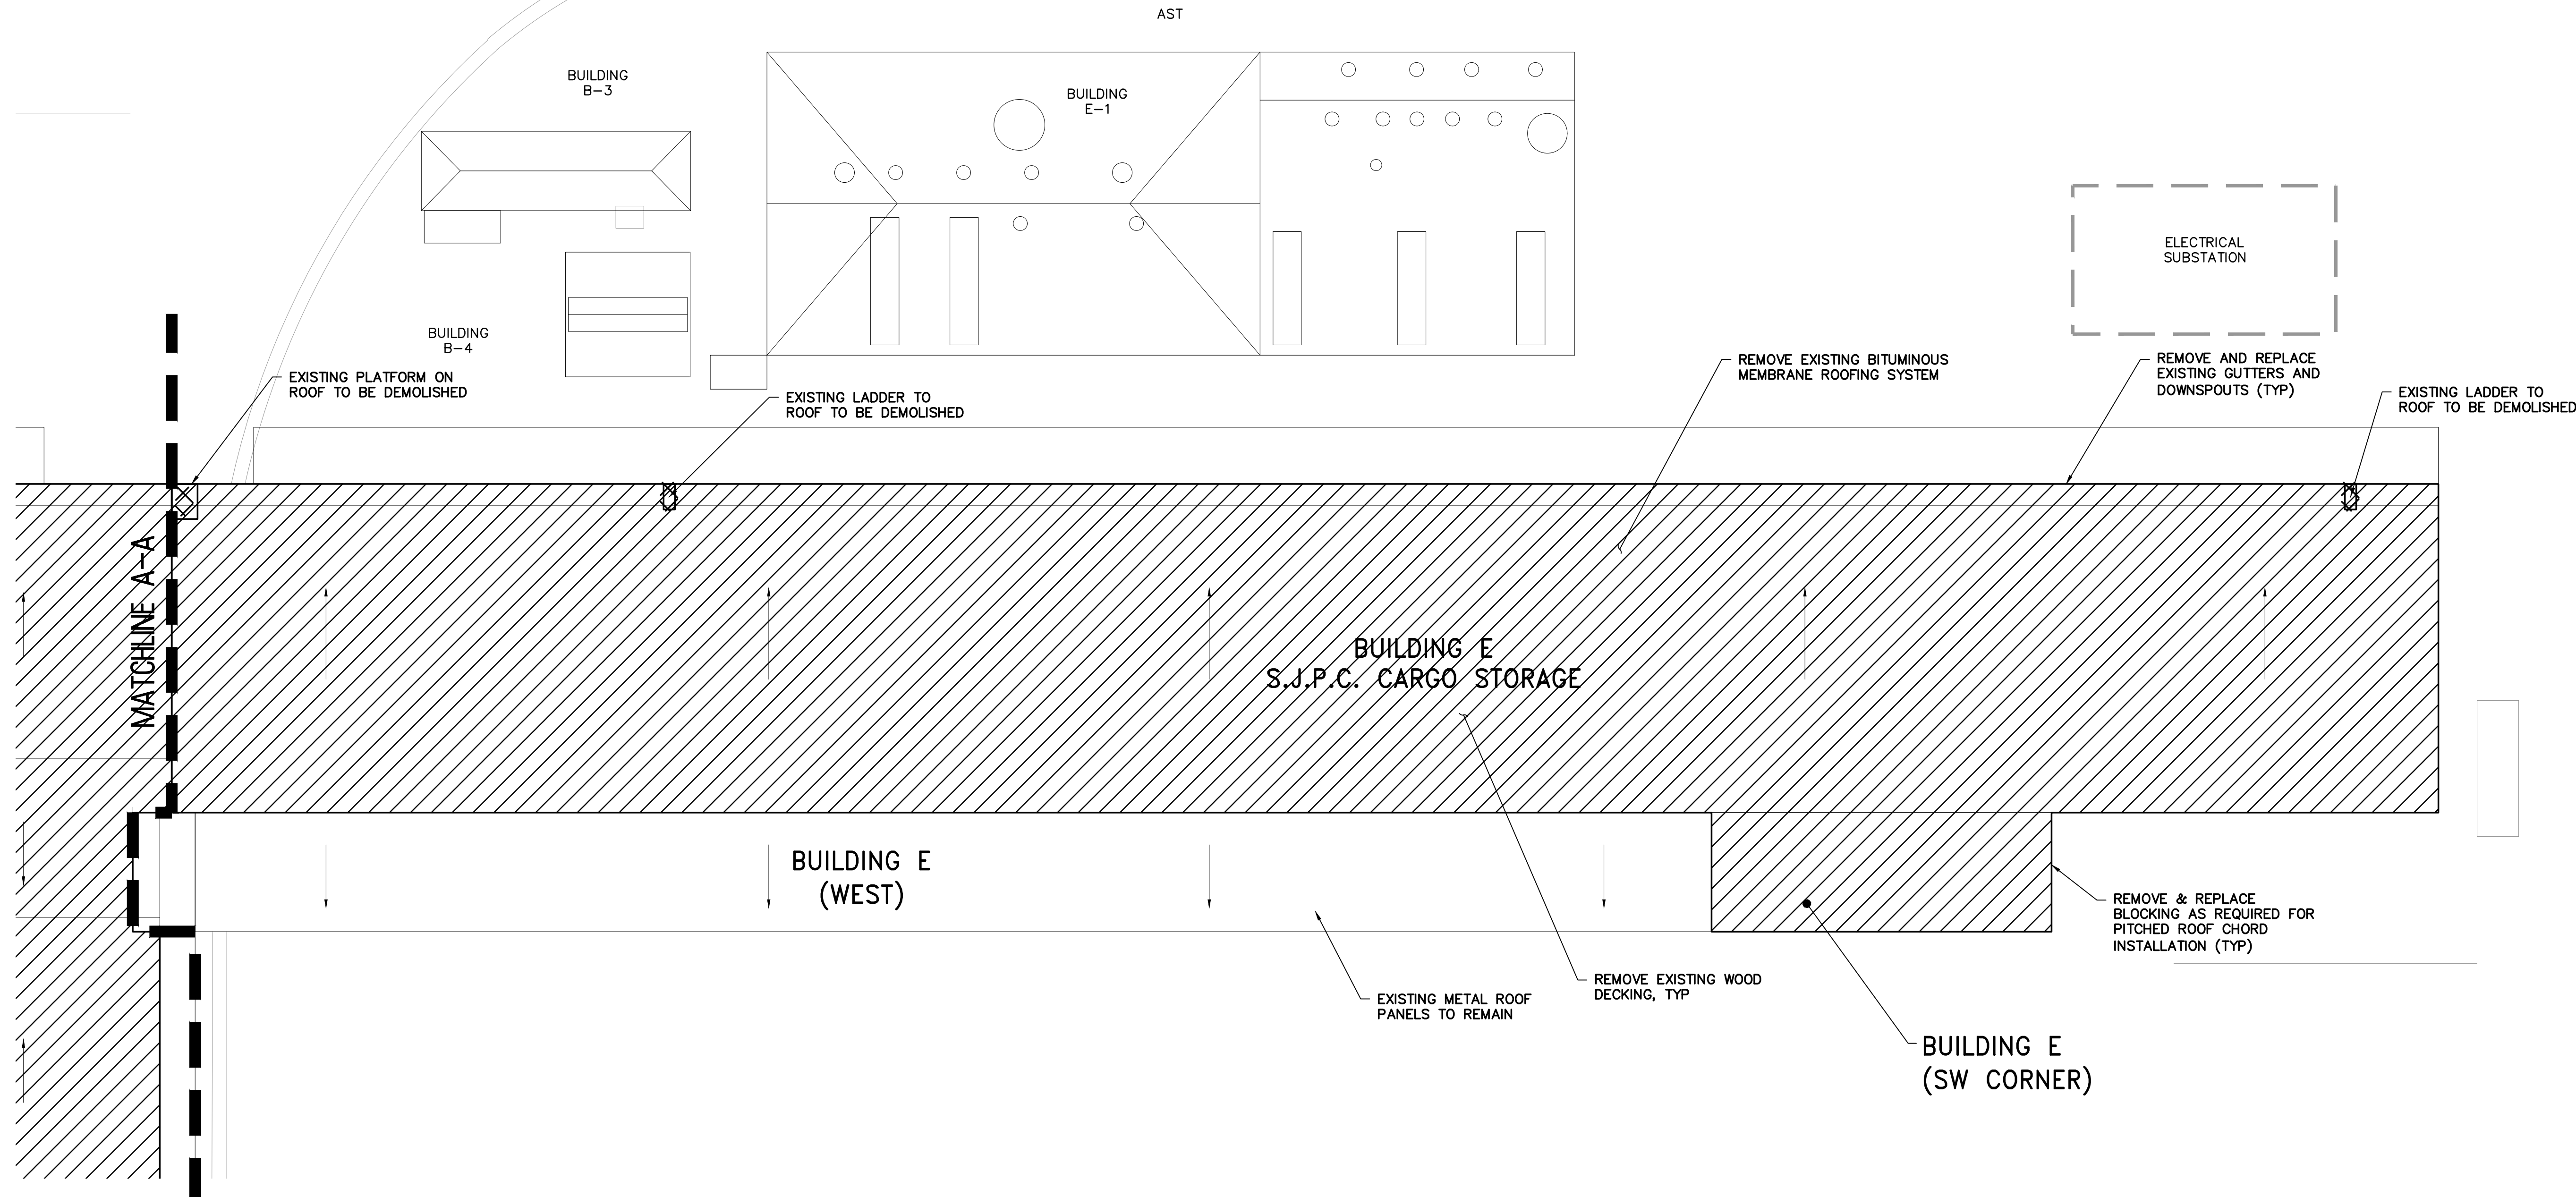 AST
BUILDING
B-3
BUILDING
E-1
ELECTRICAL
SUBSTATION
BUILDING
B-4
EXISTING PLATFORM ON
ROOF TO BE DEMOLISHED
EXISTING LADDER TO
ROOF TO BE DEMOLISHED
REMOVE EXISTING BITUMINOUS
MEMBRANE ROOFING SYSTEM
REMOVE AND REPLACE
EXISTING GUTTERS AND
DOWNSPOUTS (TYP)
EXISTING LADDER TO
ROOF TO BE DEMOLISHED
MATCHLINE A-A
BUILDING E
S.J.P.C. CARGO STORAGE
BUILDING E
(WEST)
REMOVE & REPLACE
BLOCKING AS REQUIRED FOR
PITCHED ROOF CHORD
INSTALLATION (TYP)
REMOVE EXISTING WOOD
DECKING, TYP
EXISTING METAL ROOF
PANELS TO REMAIN
BUILDING E
(SW CORNER)